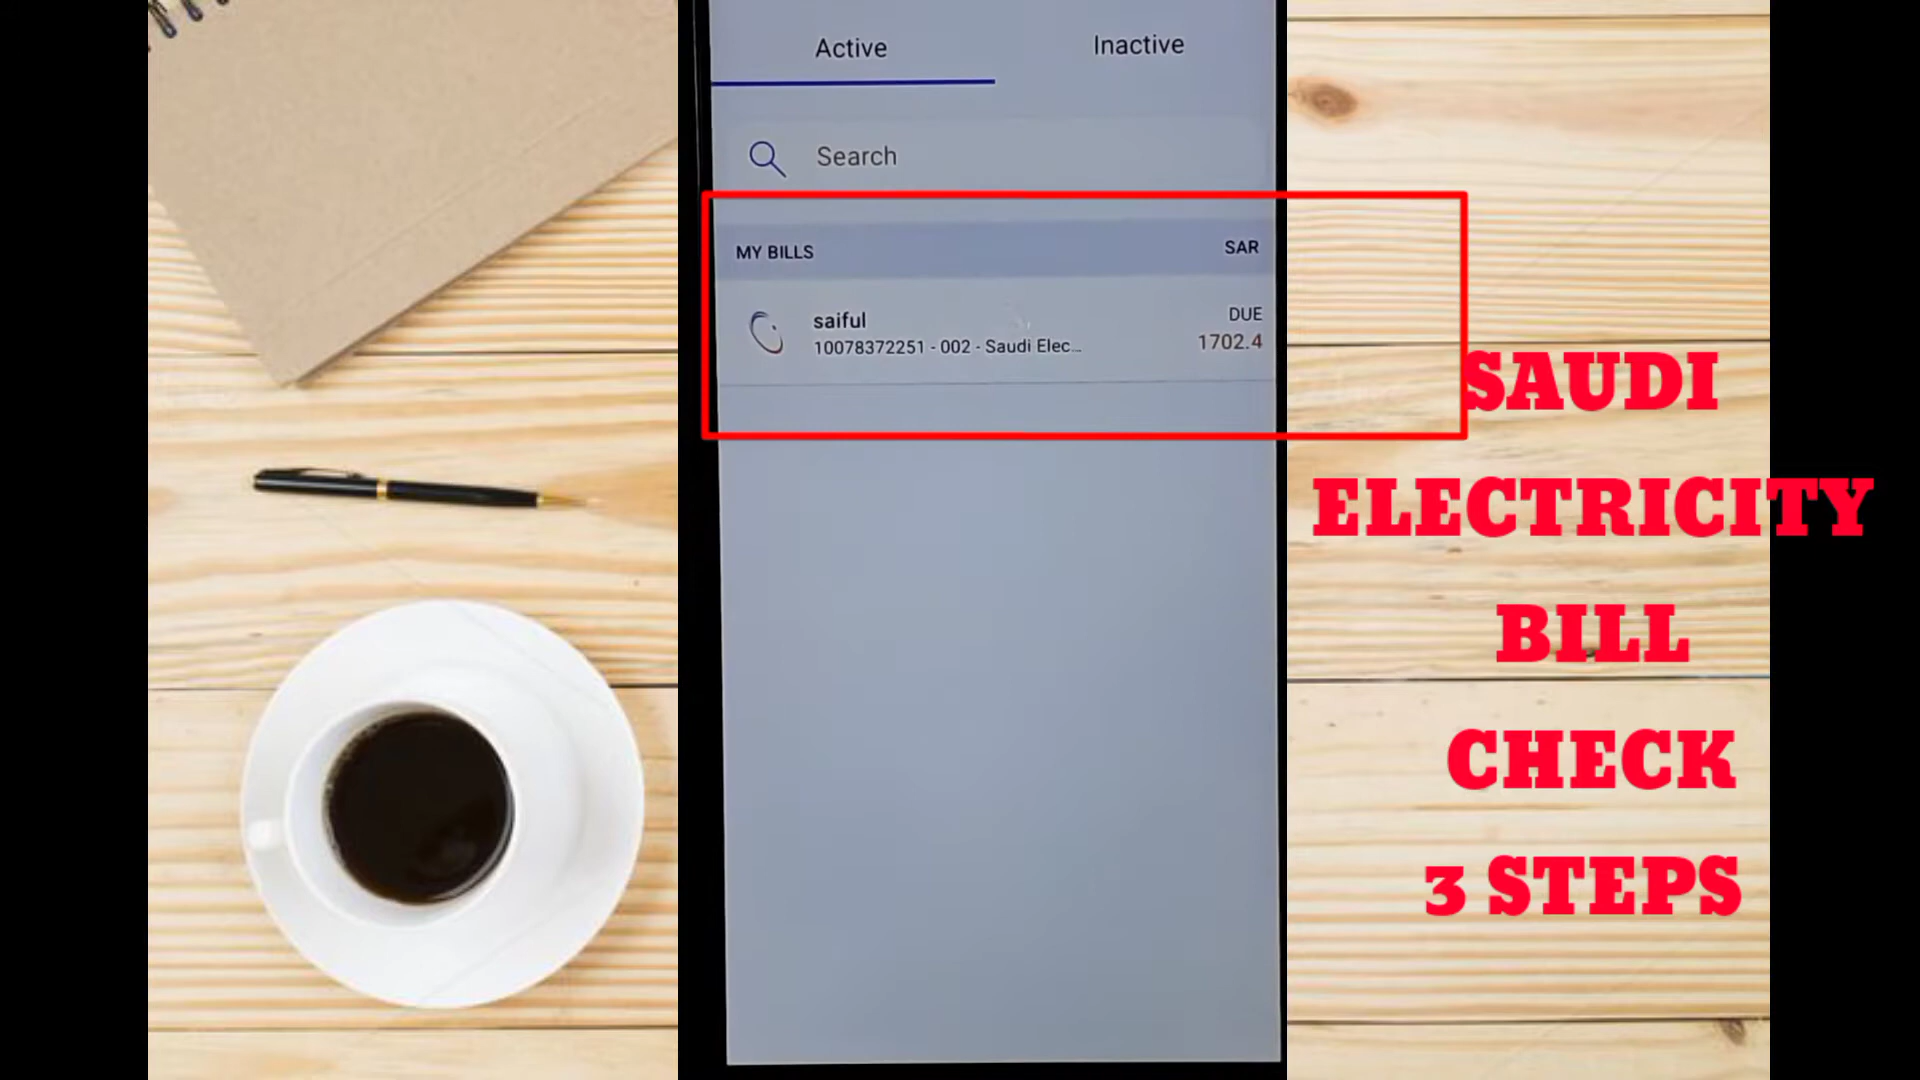 Active
Inactive
Search
MY BILLS
SAR
saiful
DUE
10078372251 - 002 - Saudi Elec...
1702.4
SAUDI
ELECTRICITY
BILL
CHECK
3 STEPS